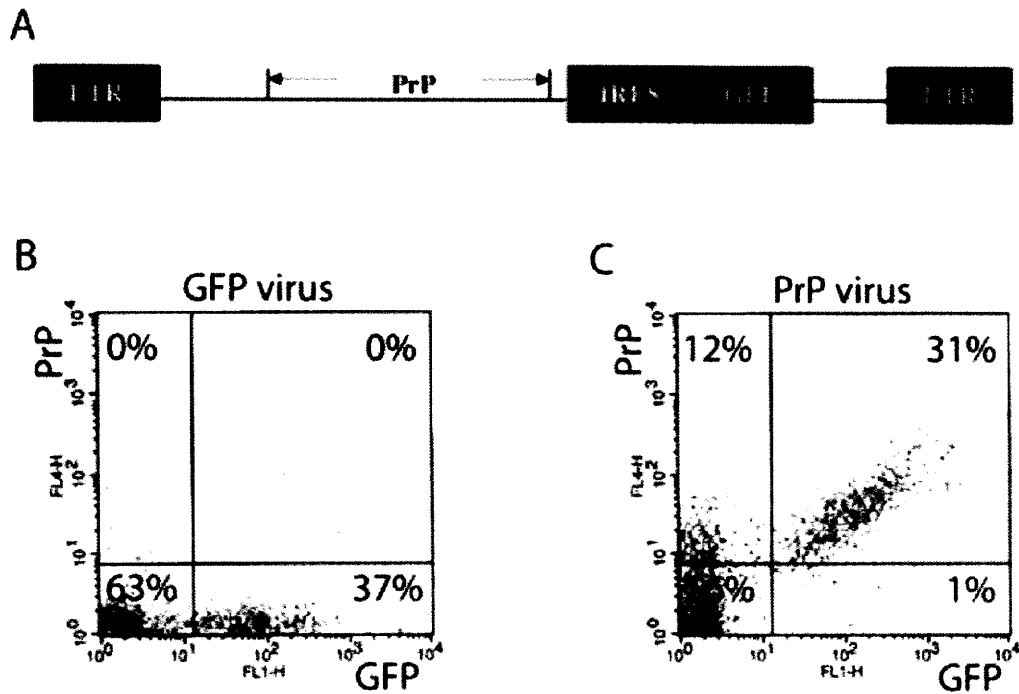 A
LTR PrP IRES GFP LTR
B C
GFP virus PrP virus
PrP
10^4
0% 0%
10^3
FL4-H
10^2
10^1
63% 37%
10^0
10^0 10^1 10^2 10^3 10^4
FL1-H
GFP
PrP
10^4
12% 31%
10^3
FL4-H
10^2
10^1
% 1%
10^0
10^0 10^1 10^2 10^3 10^4
FL1-H
GFP